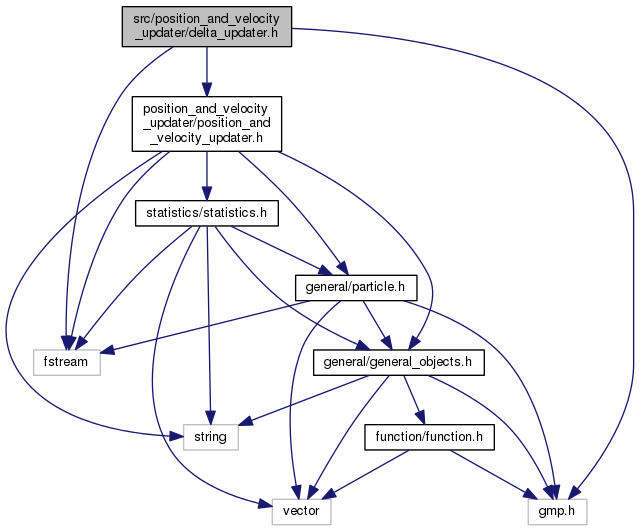 src/position_and_velocity
_updater/delta_updater.h
position_and_velocity
_updater/position_and
_velocity_updater.h
statistics/statistics.h
general/particle.h
fstream
general/general_objects.h
string
function/function.h
vector
gmp.h